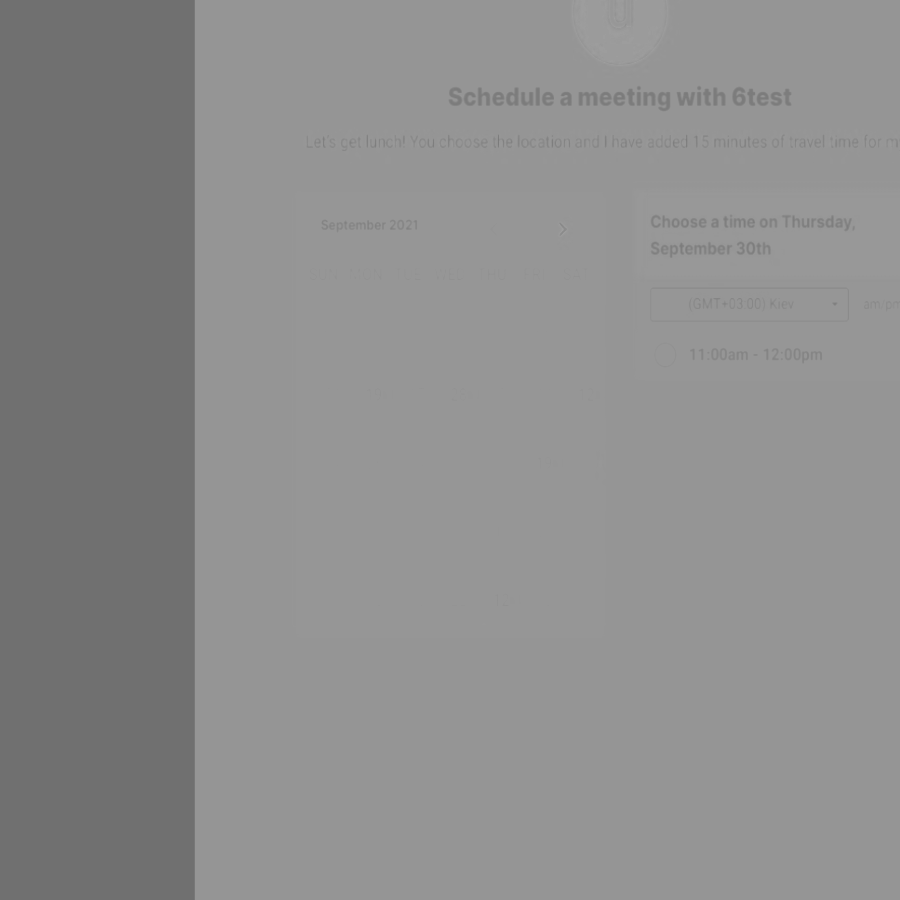 Schedule a meeting with 6test
Let's get lunch! You choose the location and I have added 15 minutes of travel time for
September 2021
Choose a time on Thursday,
September 30th
(GMT+03:00) Kiev
am/pm
11:00am - 12:00pm